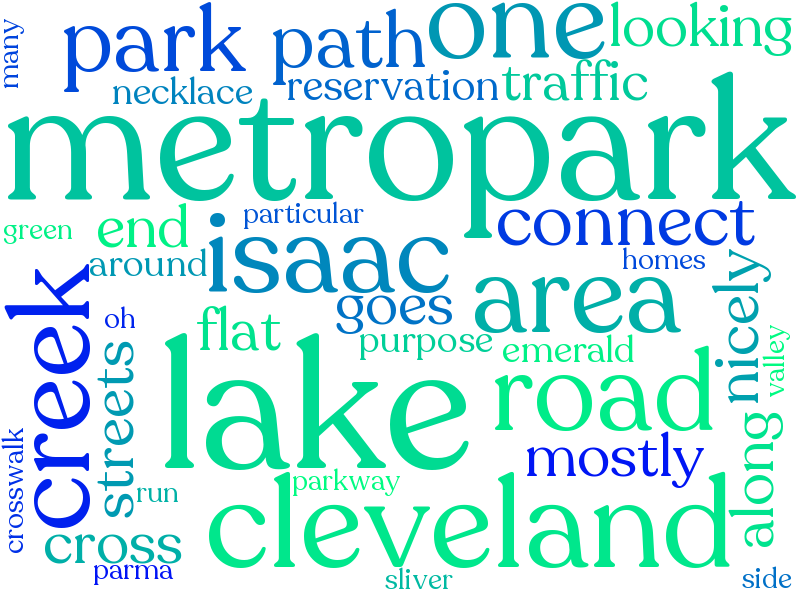 many
park
path
one
looking
necklace
reservation
traffic
metropark
green
end
particular
connect
isaac
around
homes
creek
oh
goes
area
nicely
flat
purpose
emerald
valley
streets
lake
road
crosswalk
run
parkway
mostly
along
cross
cleveland
parma
sliver
side